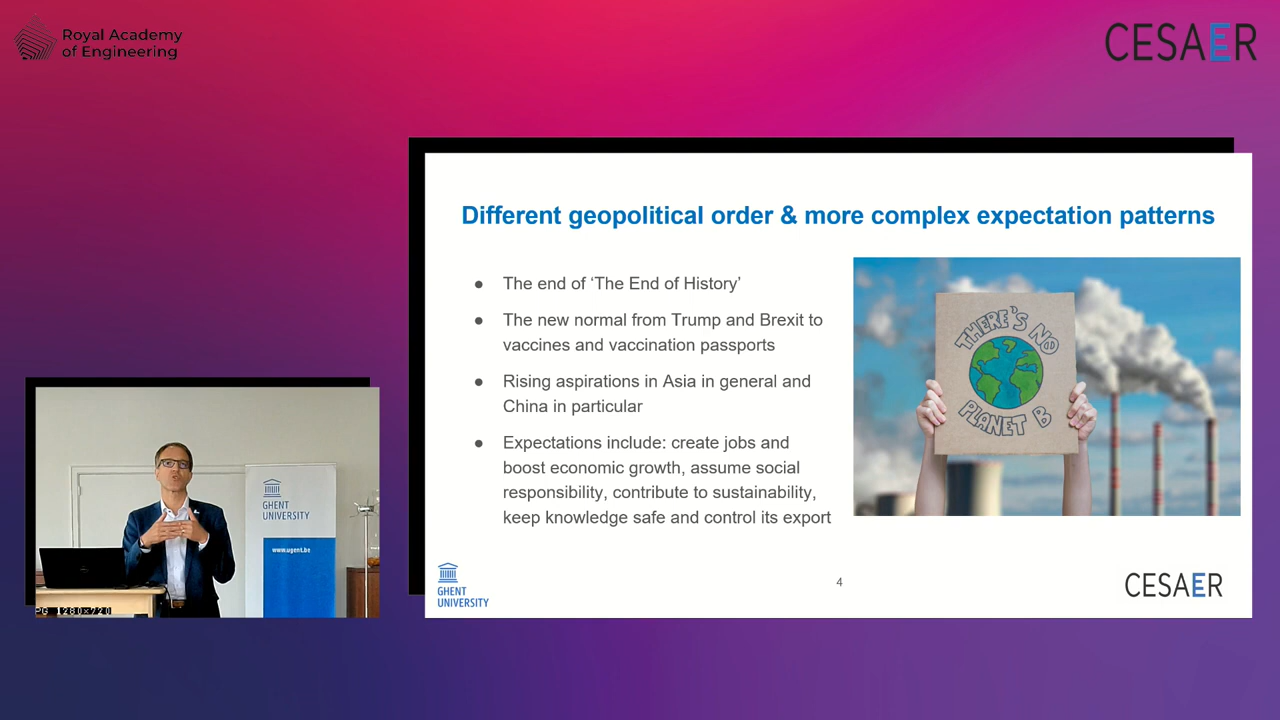 Royal Academy
of Engineering
CESAER
Different geopolitical order & more complex expectation patterns
● The end of ‘The End of History’
● The new normal from Trump and Brexit to
vaccines and vaccination passports
● Rising aspirations in Asia in general and
China in particular
● Expectations include: create jobs and
boost economic growth, assume social
responsibility, contribute to sustainability,
keep knowledge safe and control its export
THERE'S NO
PLANET B
GHENT
UNIVERSITY
www.ugent.be
PG 1280x720
GHENT
UNIVERSITY
4
CESAER